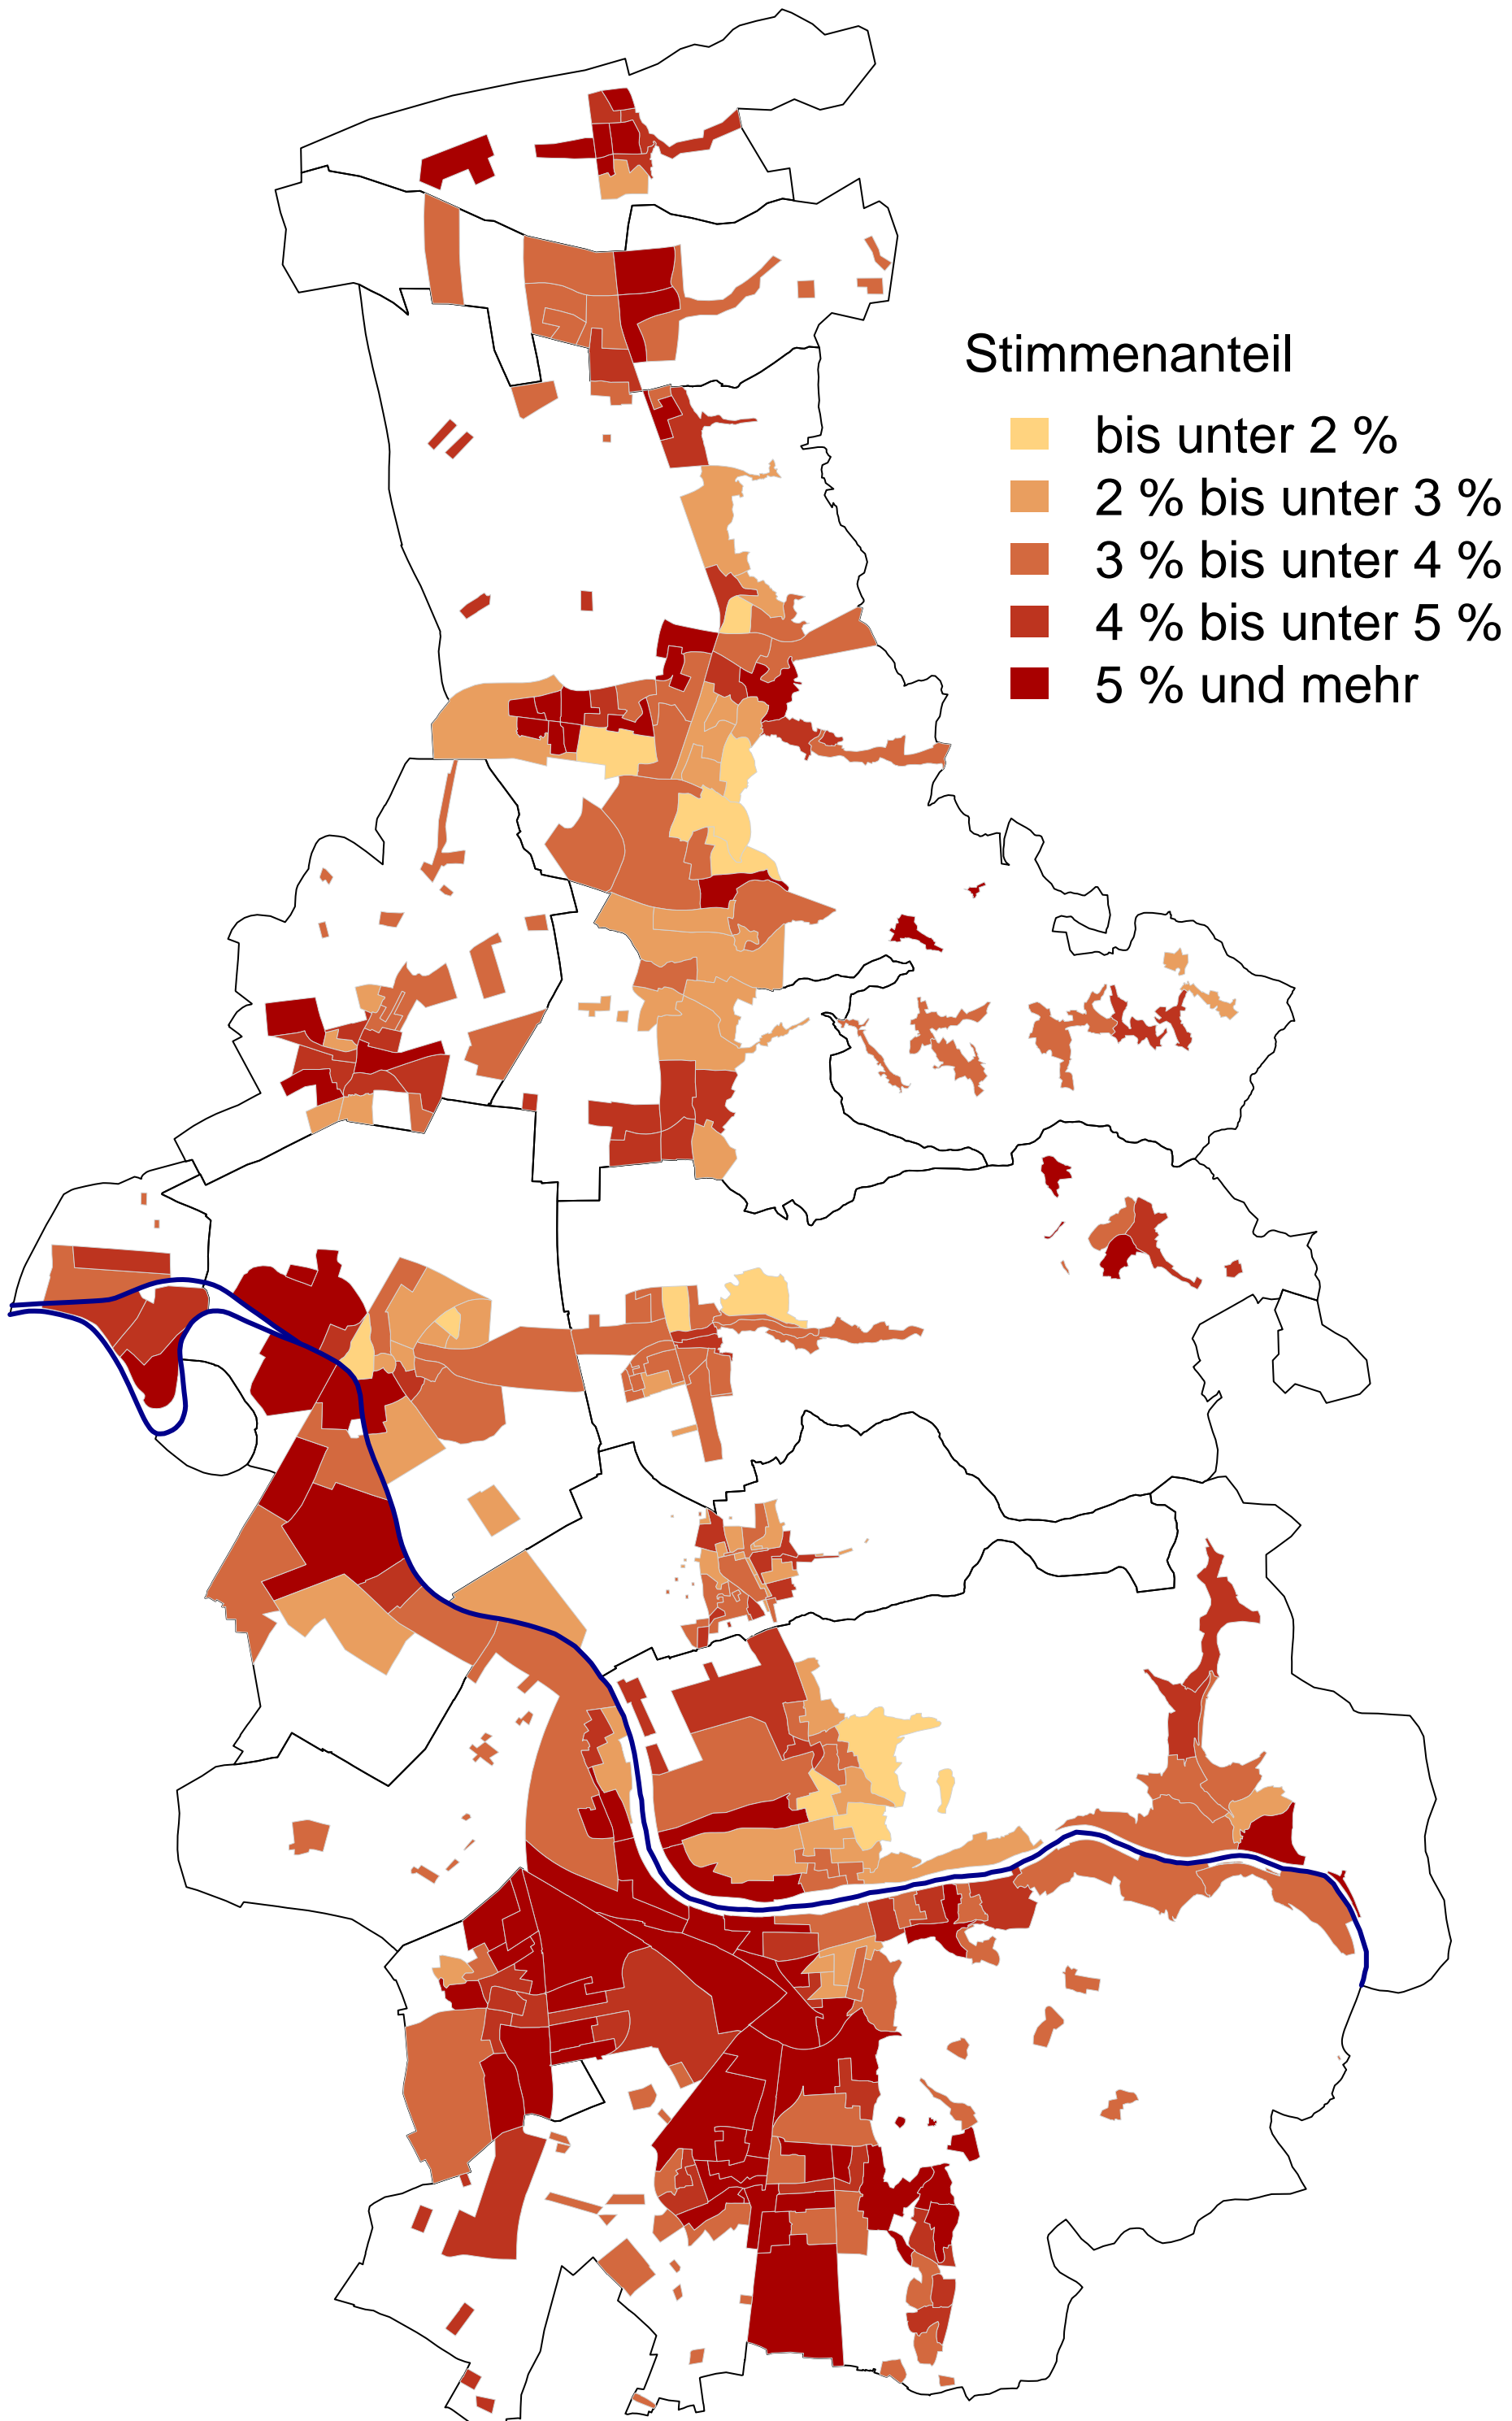 Stimmenanteil
bis unter 2 %
2 % bis unter 3 %
3 % bis unter 4 %
4 % bis unter 5 %
5 % und mehr